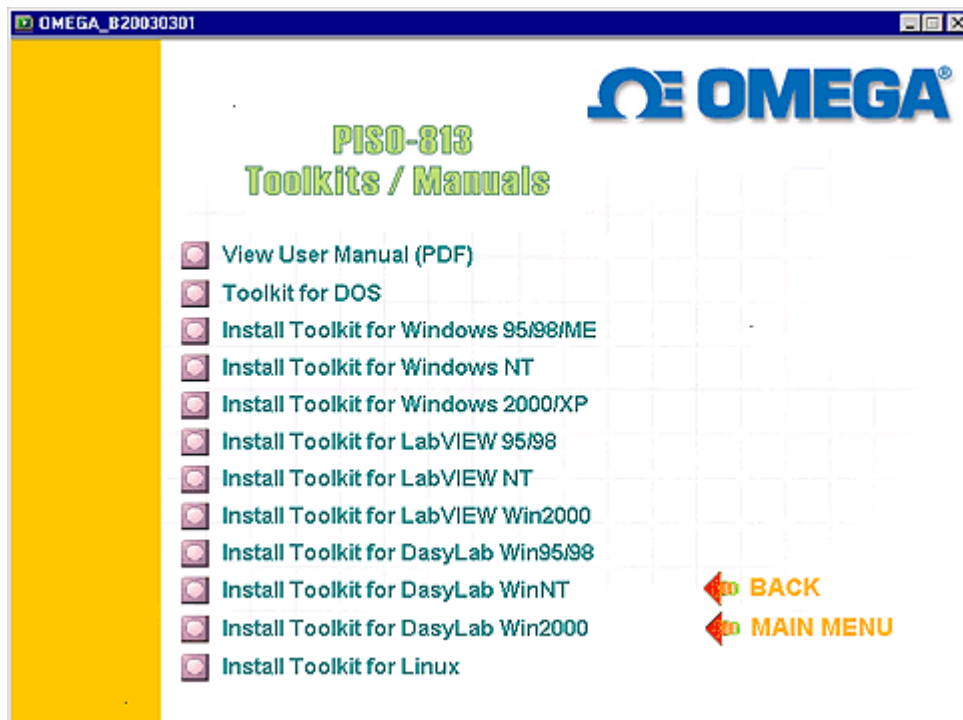 OMEGA_B20030301
OMEGA®
PISO-813
Toolkits / Manuals
View User Manual (PDF)
Toolkit for DOS
Install Toolkit for Windows 95/98/ME
Install Toolkit for Windows NT
Install Toolkit for Windows 2000/XP
Install Toolkit for LabVIEW 95/98
Install Toolkit for LabVIEW NT
Install Toolkit for LabVIEW Win2000
Install Toolkit for DasyLab Win95/98
Install Toolkit for DasyLab WinNT
Install Toolkit for DasyLab Win2000
Install Toolkit for Linux
BACK
MAIN MENU